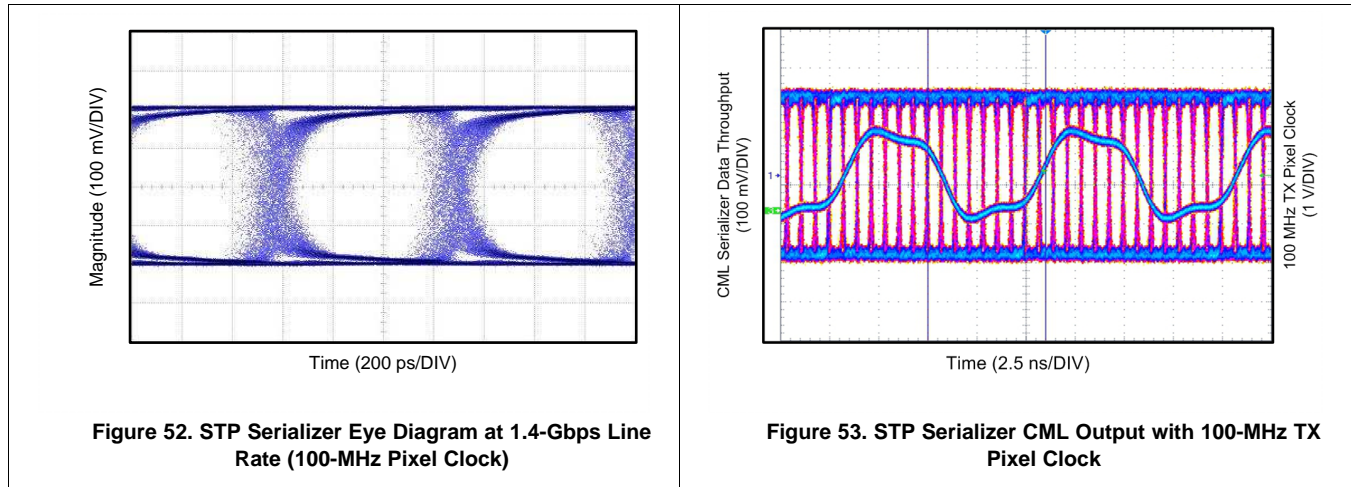 Magnitude (100 mV/DIV)
Time (200 ps/DIV)
Figure 52. STP Serializer Eye Diagram at 1.4-Gbps Line
Rate (100-MHz Pixel Clock)
CML Serializer Data Throughput
(100 mV/DIV)
1
100 MHz TX Pixel Clock
(1 V/DIV)
Time (2.5 ns/DIV)
Figure 53. STP Serializer CML Output with 100-MHz TX
Pixel Clock